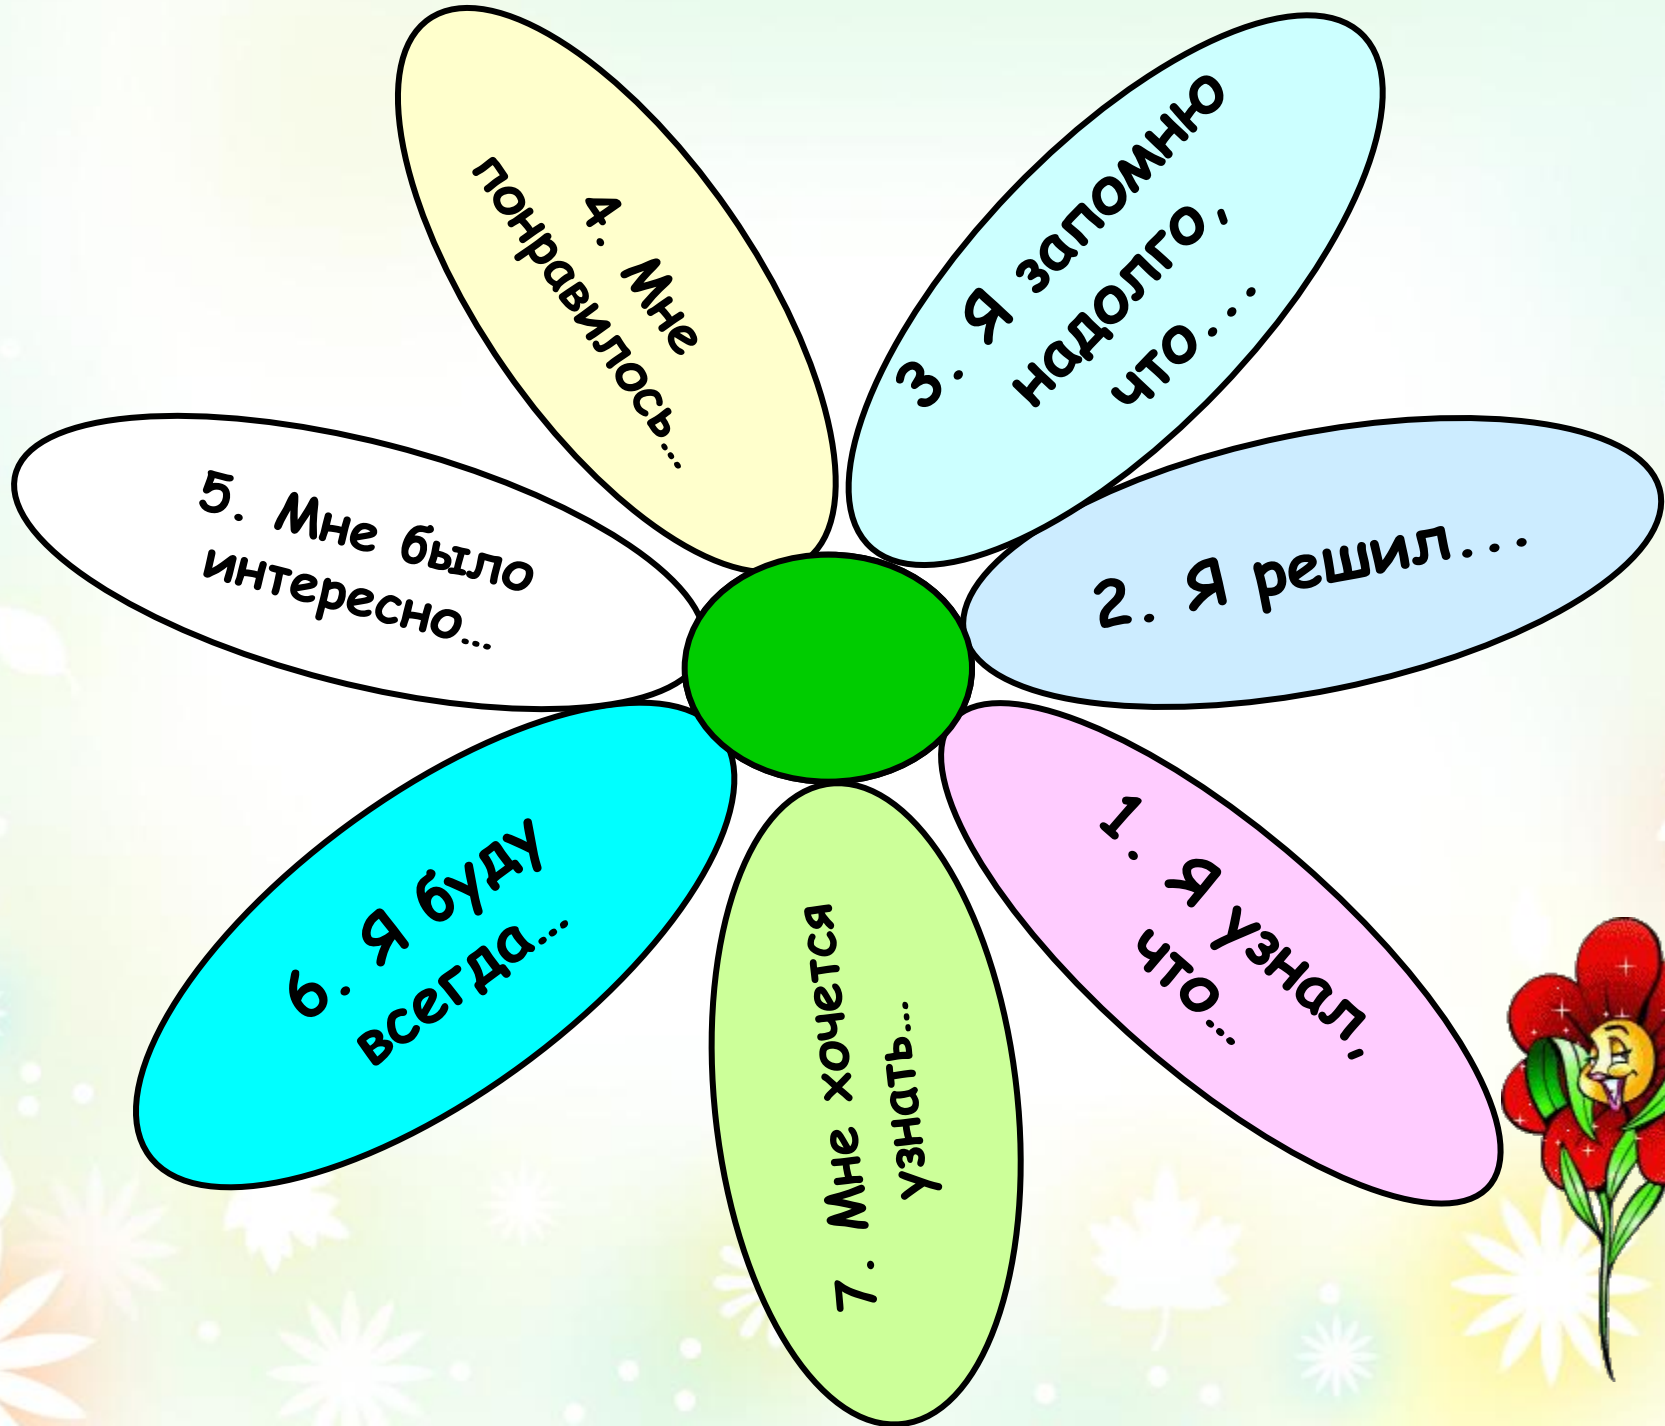 1. Я узнал,
что...
2. Я решил...
3. Я запомню
надолго,
что...
4. Мне
понравилось...
5. Мне было
интересно...
6. Я буду
всегда...
7. Мне хочется
узнать...